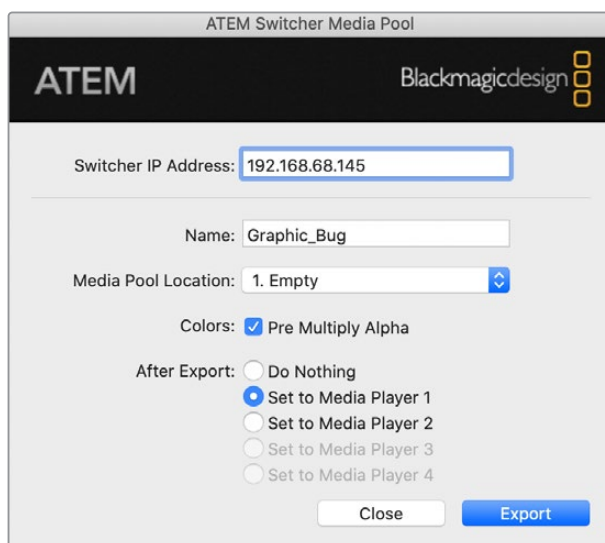 ATEM Switcher Media Pool
ATEM Blackmagicdesign
Switcher IP Address: 192.168.68.145
Name: Graphic_Bug
Media Pool Location: 1. Empty
Colors: Pre Multiply Alpha
After Export: Do Nothing
Set to Media Player 1
Set to Media Player 2
Set to Media Player 3
Set to Media Player 4
Close Export